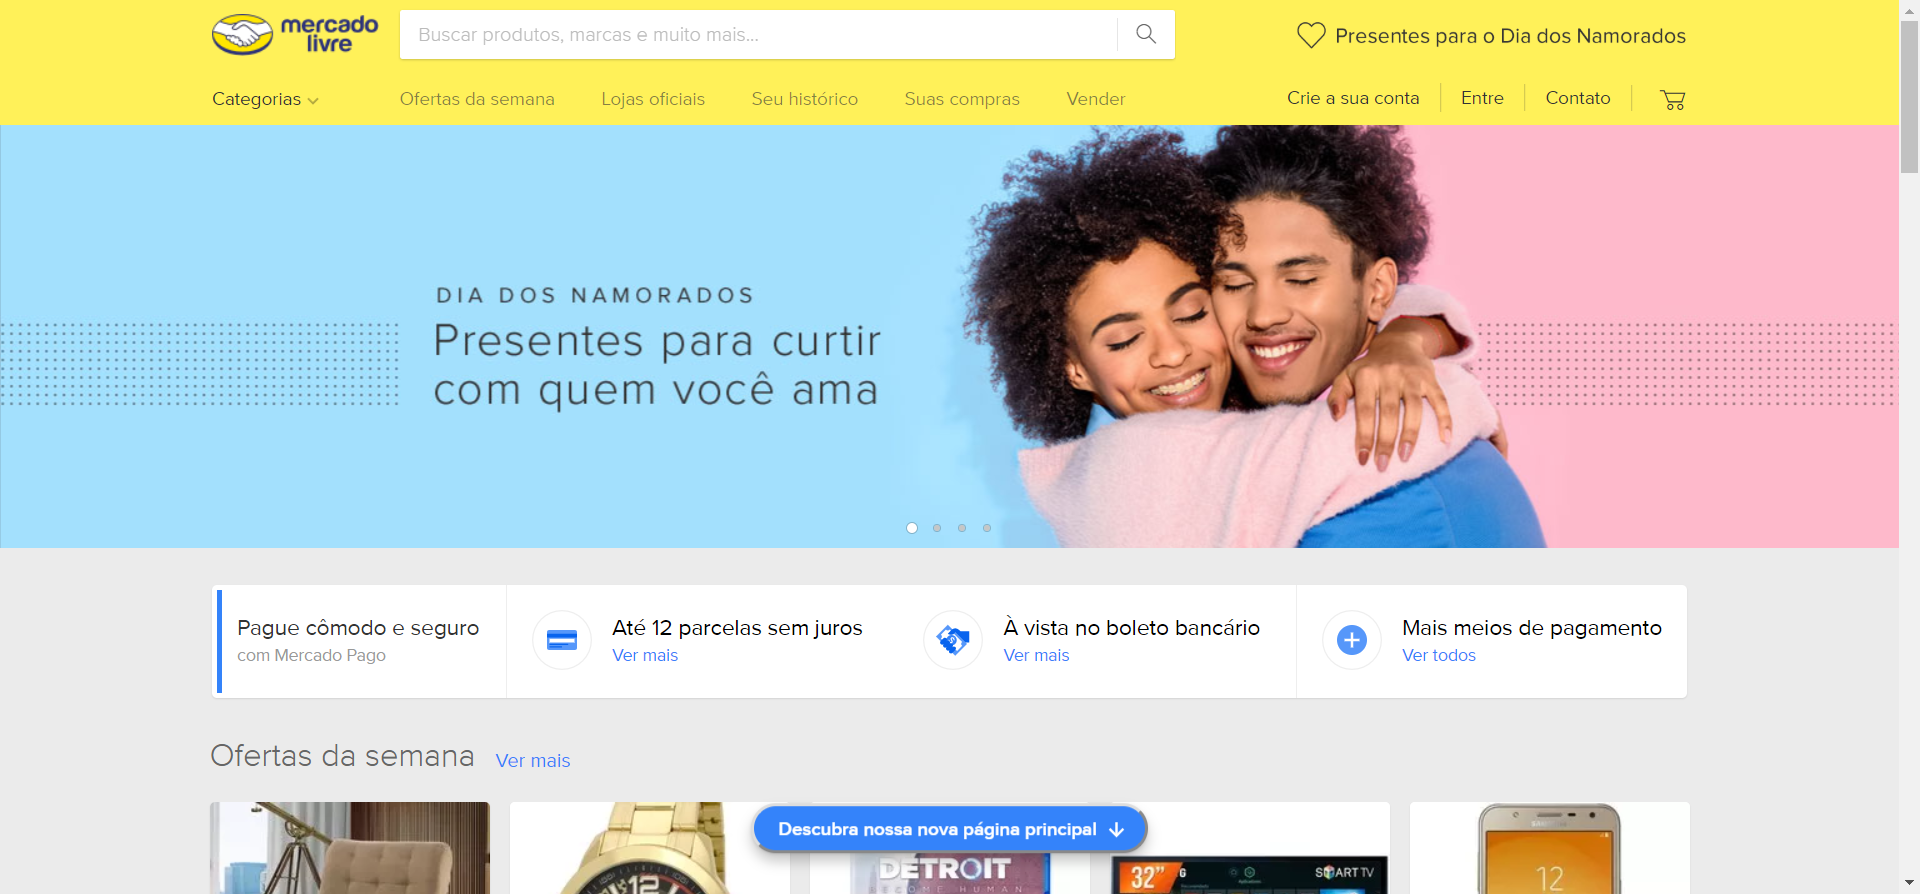 mercado
livre
Buscar produtos, marcas e muito mais...
Presentes para o Dia dos Namorados
Categorias
Ofertas da semana
Lojas oficiais
Seu histórico
Suas compras
Vender
Crie a sua conta
Entre
Contato
DIA DOS NAMORADOS
Presentes para curtir
com quem você ama
Pague cômodo e seguro
com Mercado Pago
Até 12 parcelas sem juros
Ver mais
À vista no boleto bancário
Ver mais
Mais meios de pagamento
Ver todos
Ofertas da semana
Ver mais
Descubra nossa nova página principal
12
DETROIT
BECOME HUMAN
32"
G
SMART TV
SAMSUNG
12